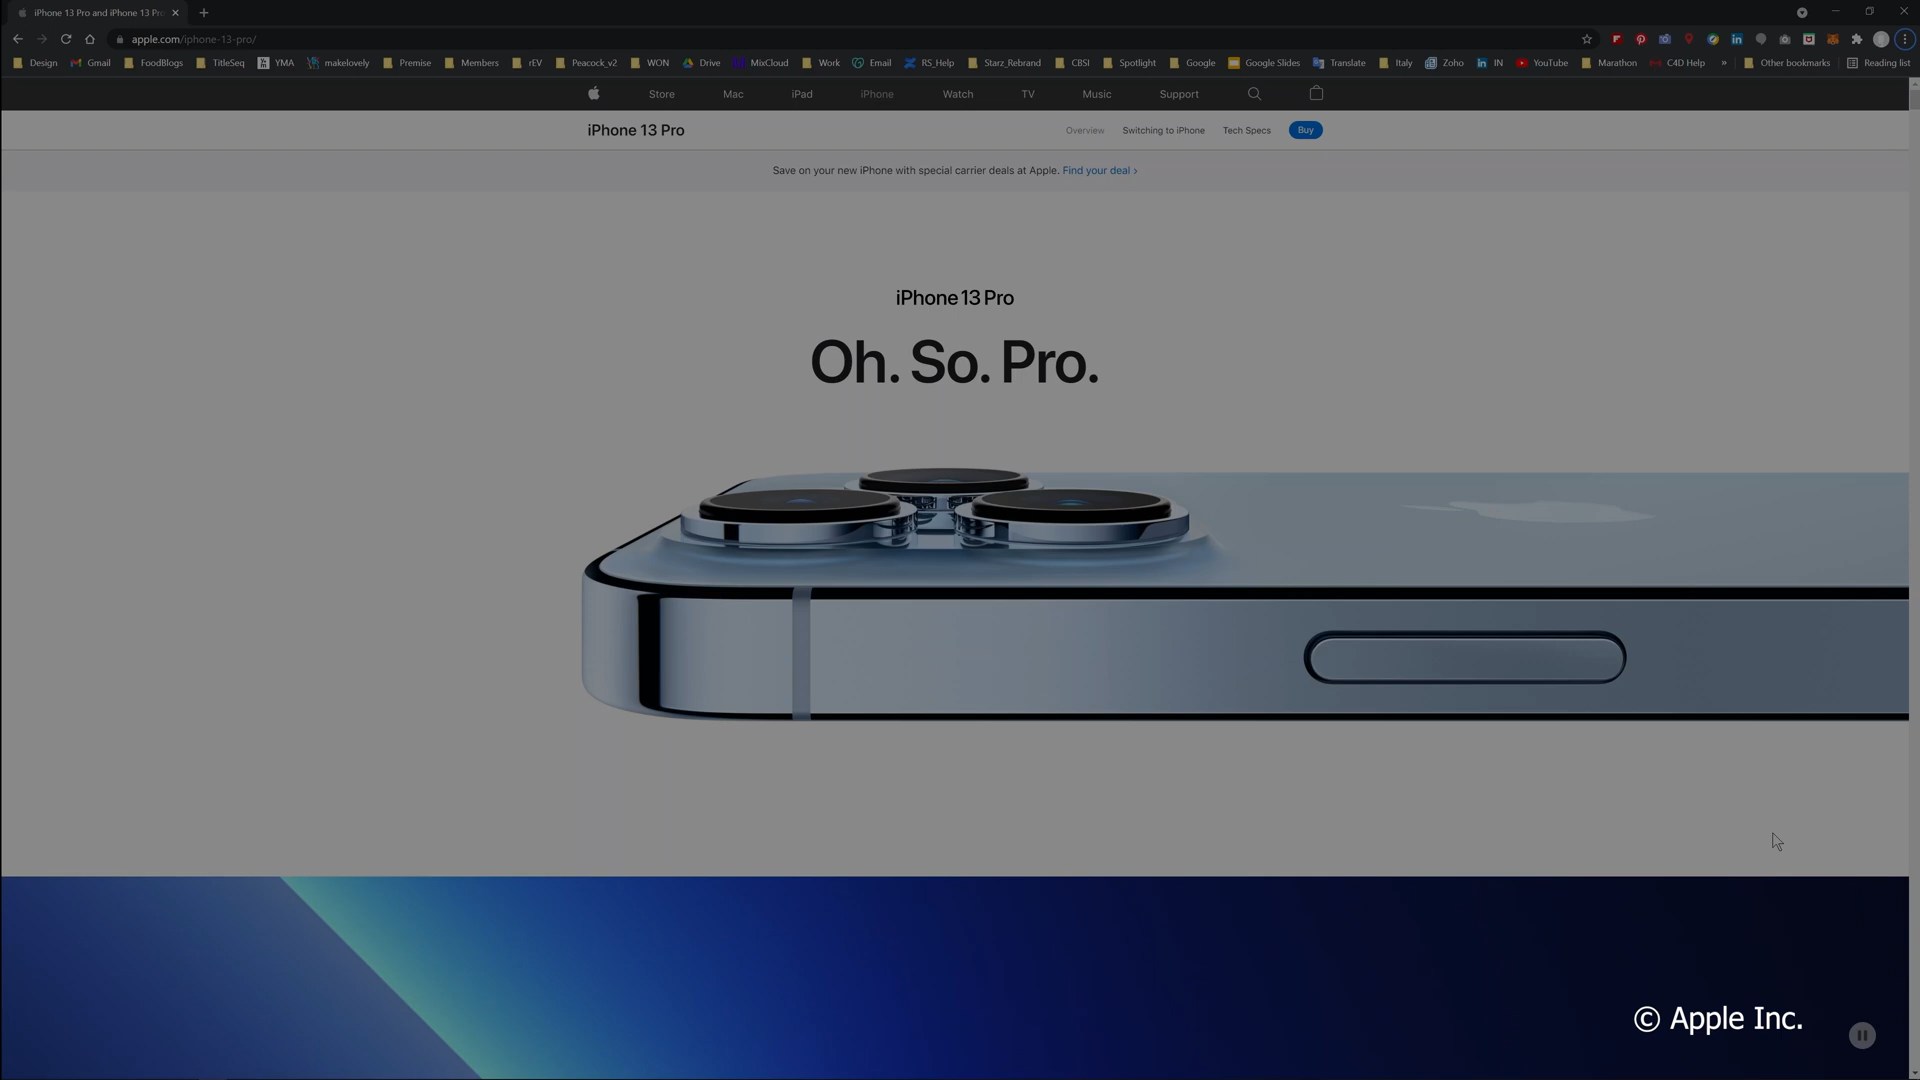 iPhone 13 Pro and iPhone 13 Pro
apple.com/iphone-13-pro/
Design Gmail FoodBlogs TitleSeq YMA makelovely Premise Members rEV Peacock_v2 WON Drive MixCloud Work Email RS_Help Starz_Rebrand CBSI Spotlight Google Google Slides Translate Italy Zoho IN YouTube Marathon C4D Help » Other bookmarks Reading list
Store Mac iPad iPhone Watch TV Music Support
iPhone 13 Pro Overview Switching to iPhone Tech Specs Buy
Save on your new iPhone with special carrier deals at Apple. Find your deal >
iPhone 13 Pro
Oh. So. Pro.
© Apple Inc.